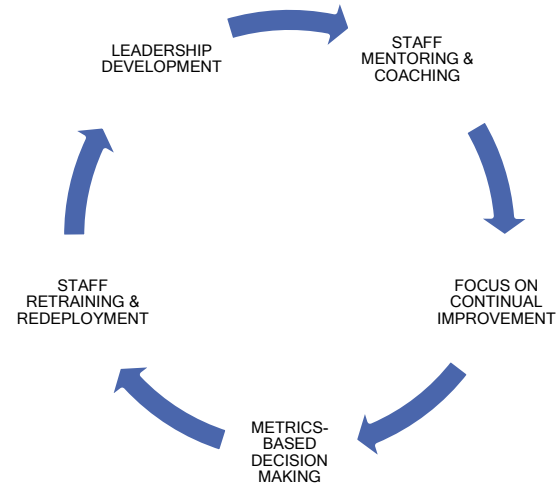 LEADERSHIP
DEVELOPMENT
STAFF
MENTORING &
COACHING
FOCUS ON
CONTINUAL
IMPROVEMENT
METRICS-
BASED
DECISION
MAKING
STAFF
RETRAINING &
REDEPLOYMENT